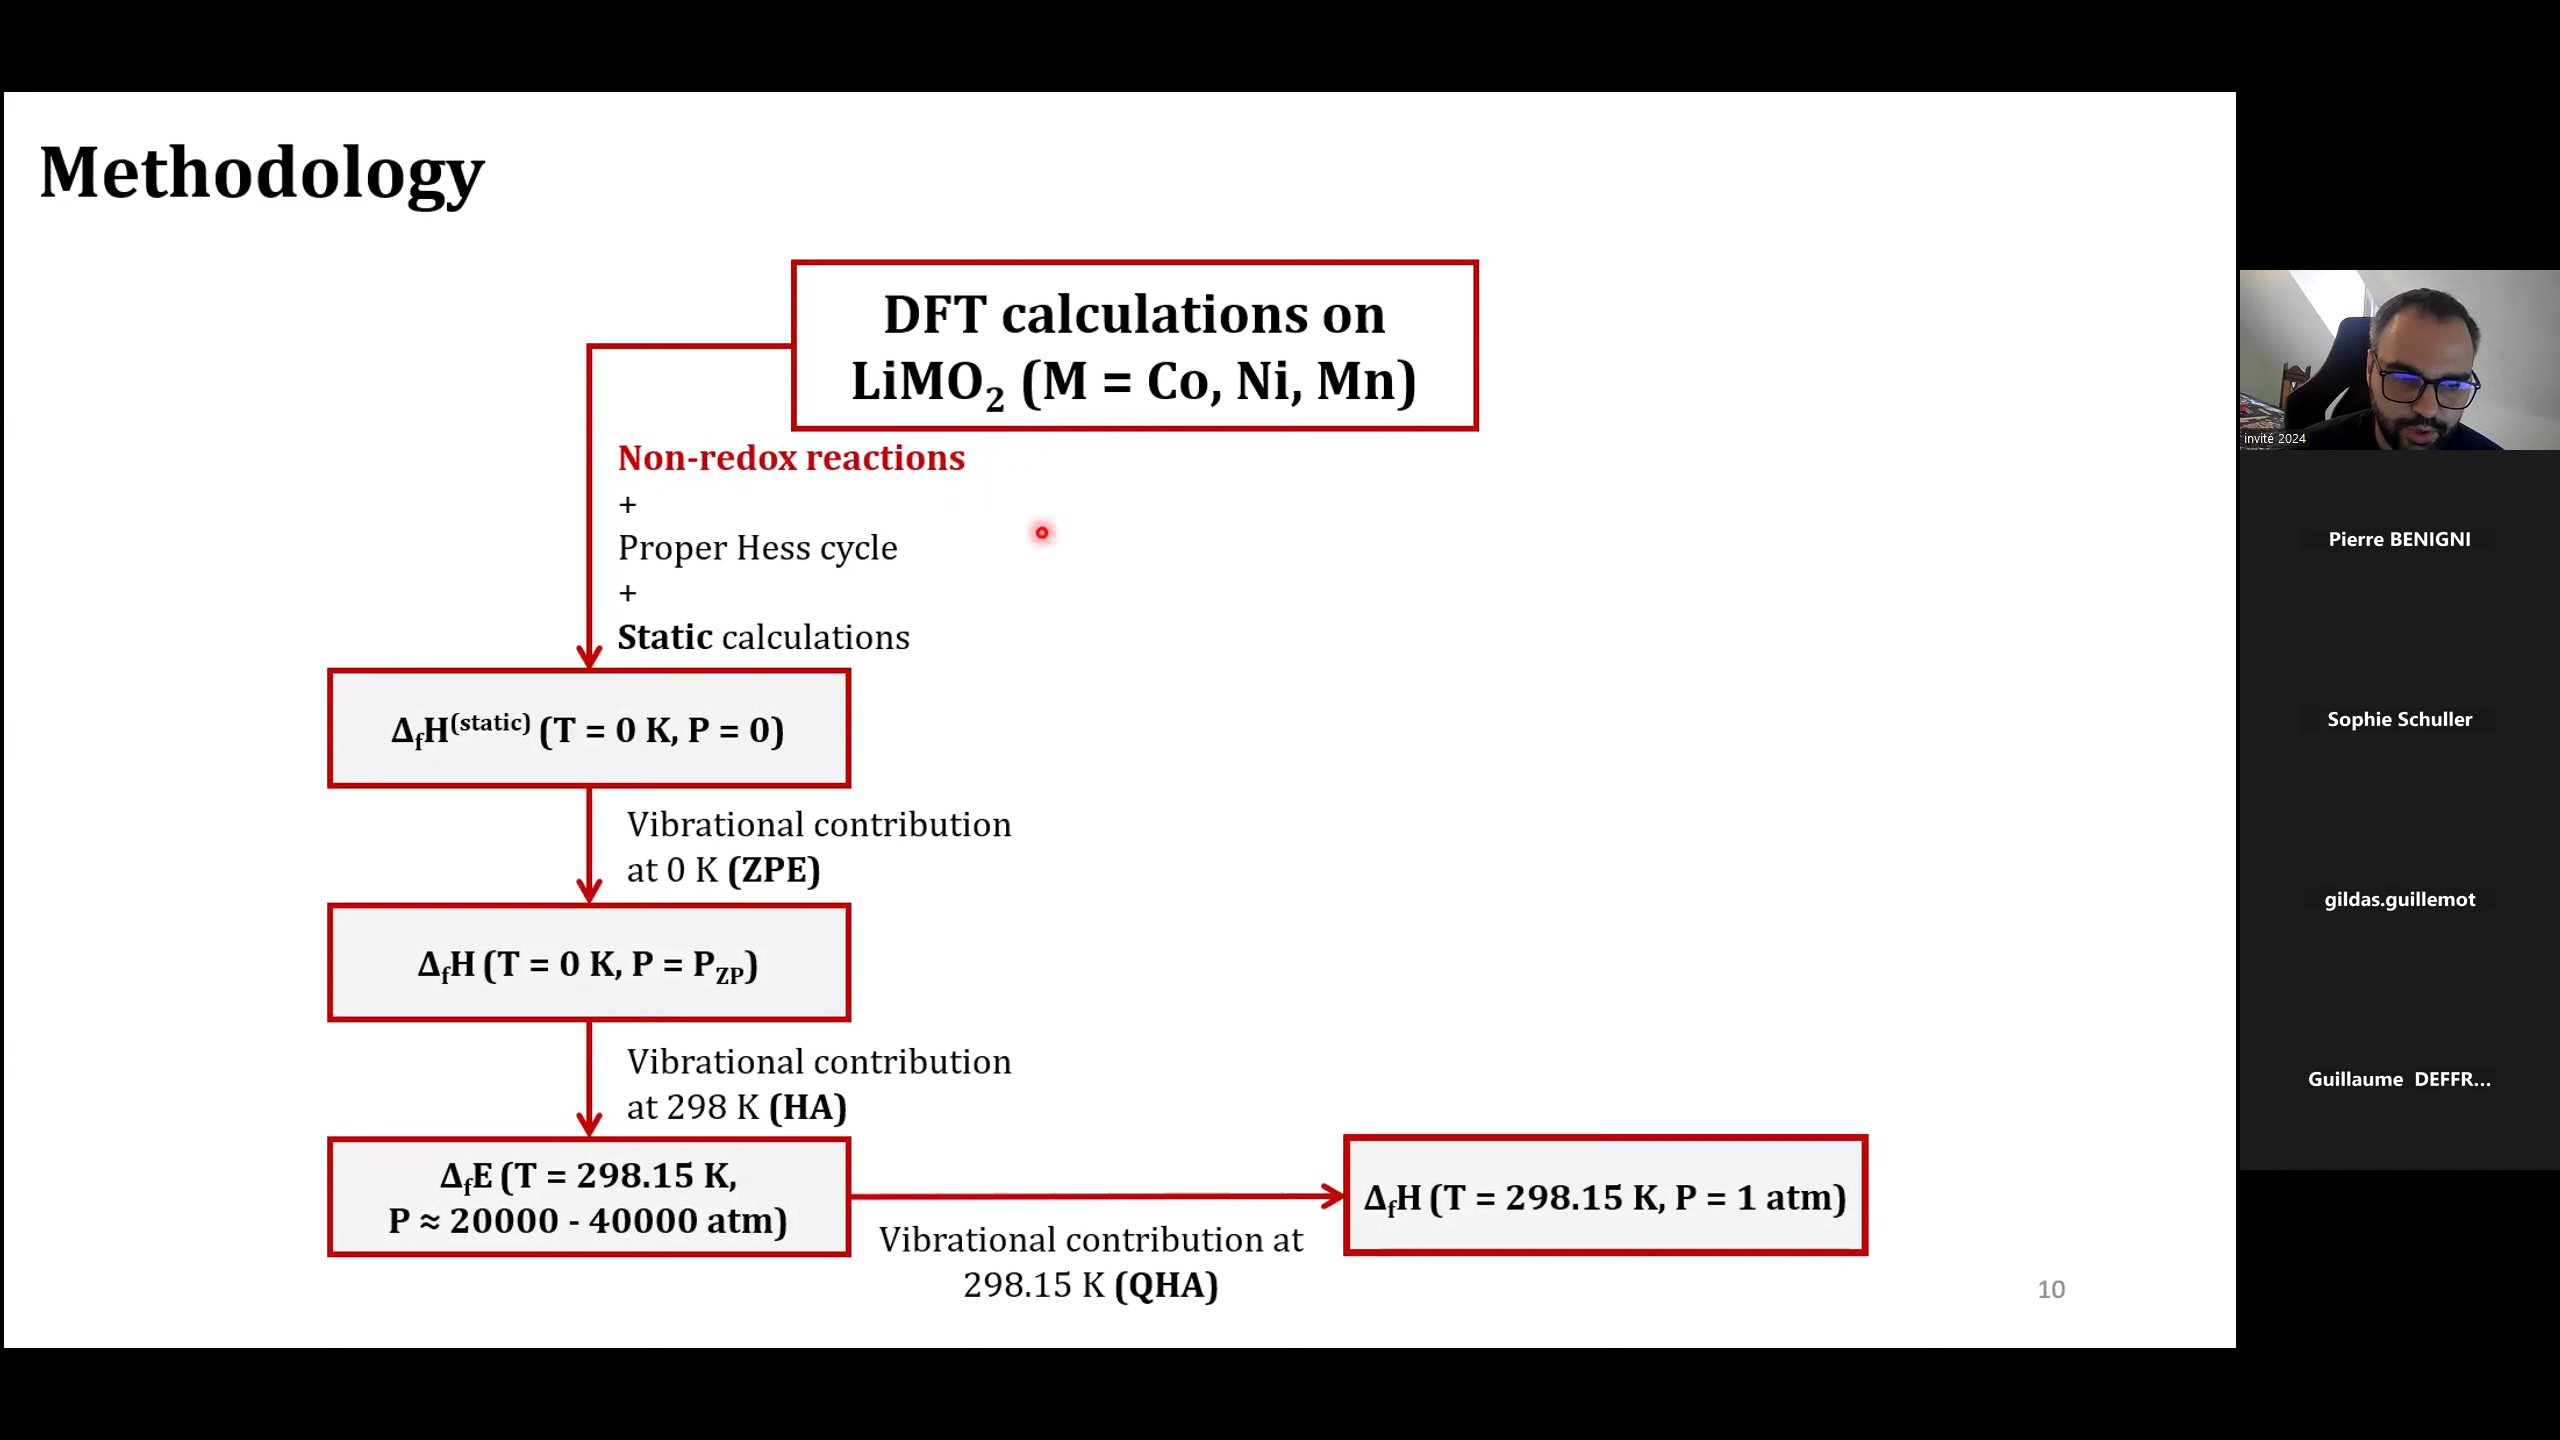 Methodology
DFT calculations on
LiMO₂ (M = Co, Ni, Mn)
Non-redox reactions
+
Proper Hess cycle
+
Static calculations
ΔfH(static) (T = 0 K, P = 0)
Vibrational contribution
at 0 K (ZPE)
ΔfH (T = 0 K, P = PZP)
Vibrational contribution
at 298 K (HA)
ΔfE (T = 298.15 K,
P ≈ 20000 - 40000 atm)
Vibrational contribution at
298.15 K (QHA)
ΔfH (T = 298.15 K, P = 1 atm)
10
invité 2024
Pierre BENIGNI
Sophie Schuller
gildas.guillemot
Guillaume DEFFR...